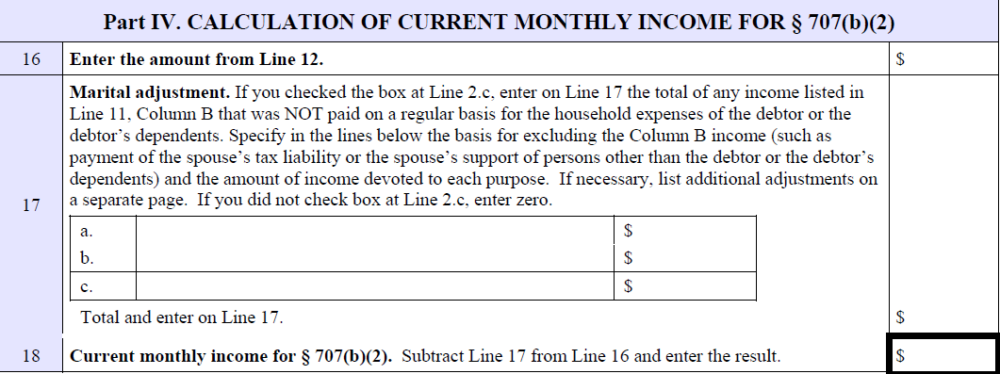 Part IV. CALCULATION OF CURRENT MONTHLY INCOME FOR § 707(b)(2)
16 Enter the amount from Line 12. $
Marital adjustment. If you checked the box at Line 2.c, enter on Line 17 the total of any income listed in
Line 11, Column B that was NOT paid on a regular basis for the household expenses of the debtor or the
debtor's dependents. Specify in the lines below the basis for excluding the Column B income (such as
payment of the spouse's tax liability or the spouse's support of persons other than the debtor or the debtor's
dependents) and the amount of income devoted to each purpose. If necessary, list additional adjustments on
17 a separate page. If you did not check box at Line 2.c, enter zero.
a. $
b. $
c. $
Total and enter on Line 17. $
18 Current monthly income for § 707(b)(2). Subtract Line 17 from Line 16 and enter the result. $